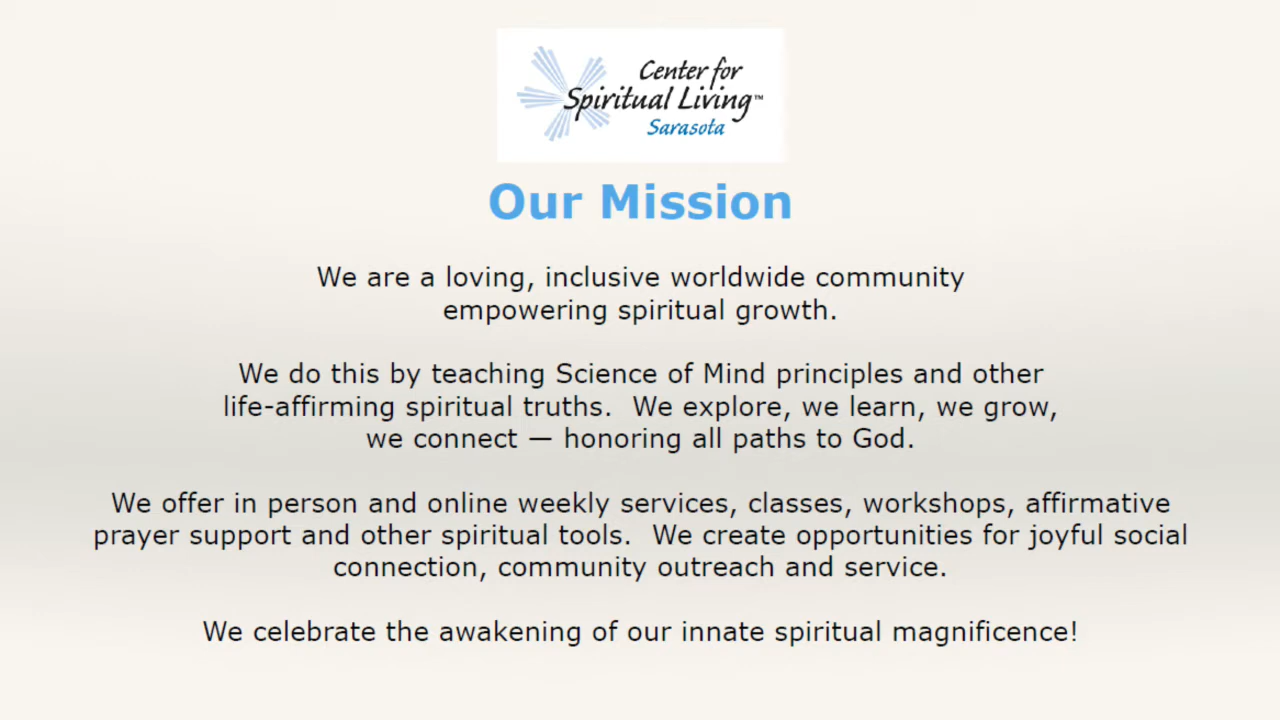 Center for
Spiritual Living™
Sarasota
Our Mission
We are a loving, inclusive worldwide community
empowering spiritual growth.
We do this by teaching Science of Mind principles and other
life-affirming spiritual truths.  We explore, we learn, we grow,
we connect — honoring all paths to God.
We offer in person and online weekly services, classes, workshops, affirmative
prayer support and other spiritual tools.  We create opportunities for joyful social
connection, community outreach and service.
We celebrate the awakening of our innate spiritual magnificence!